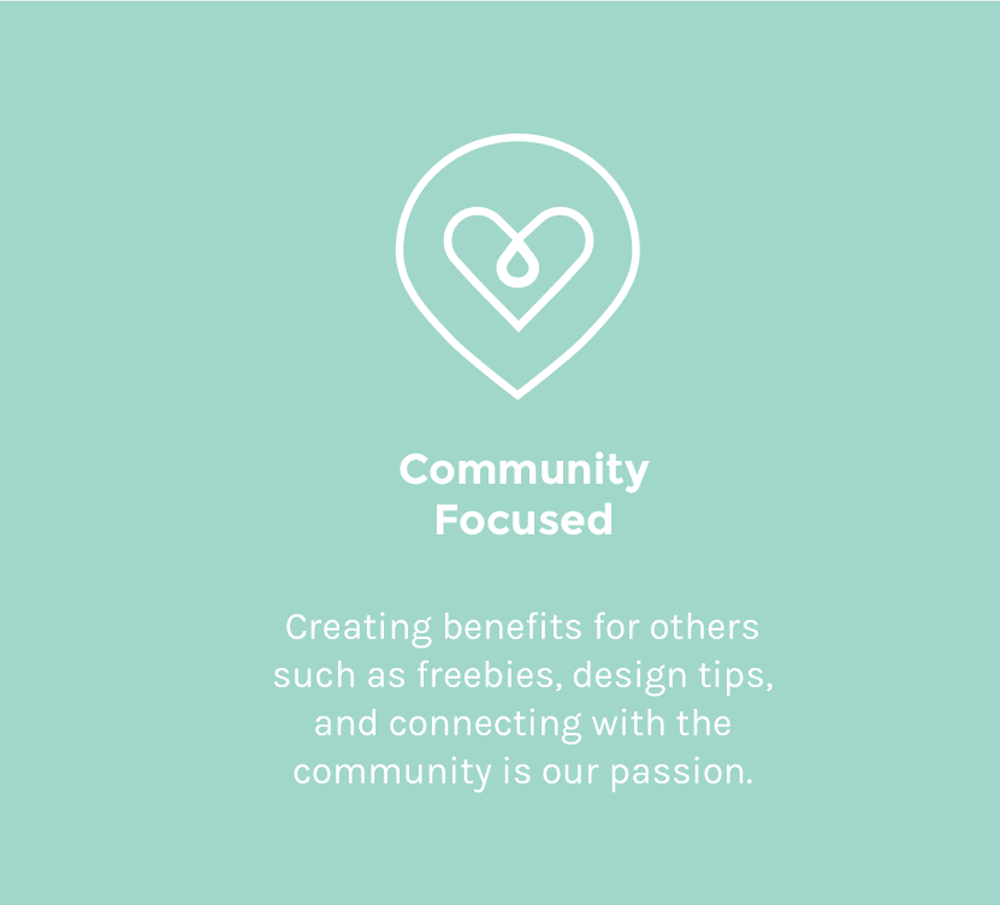 Community
Focused
Creating benefits for others
such as freebies, design tips,
and connecting with the
community is our passion.